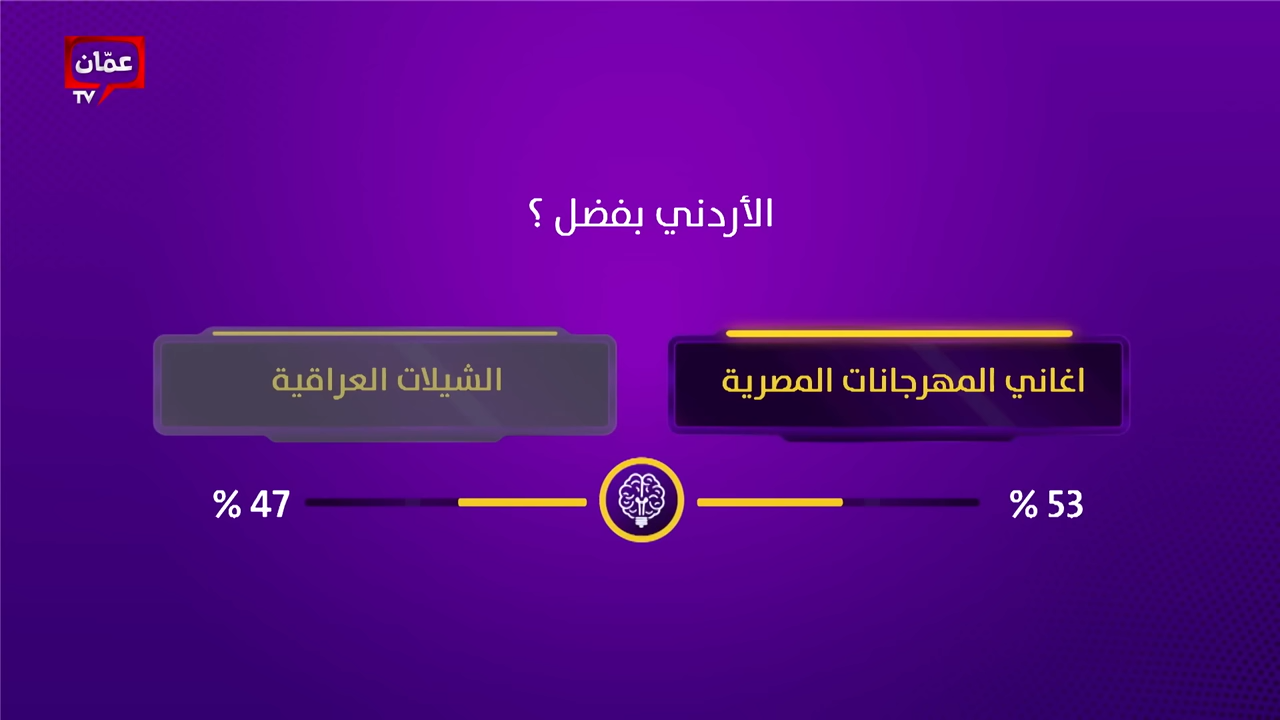 عمّان
TV
الأردني بفضل ؟
اغاني المهرجانات المصرية
الشيلات العراقية
% 53
% 47